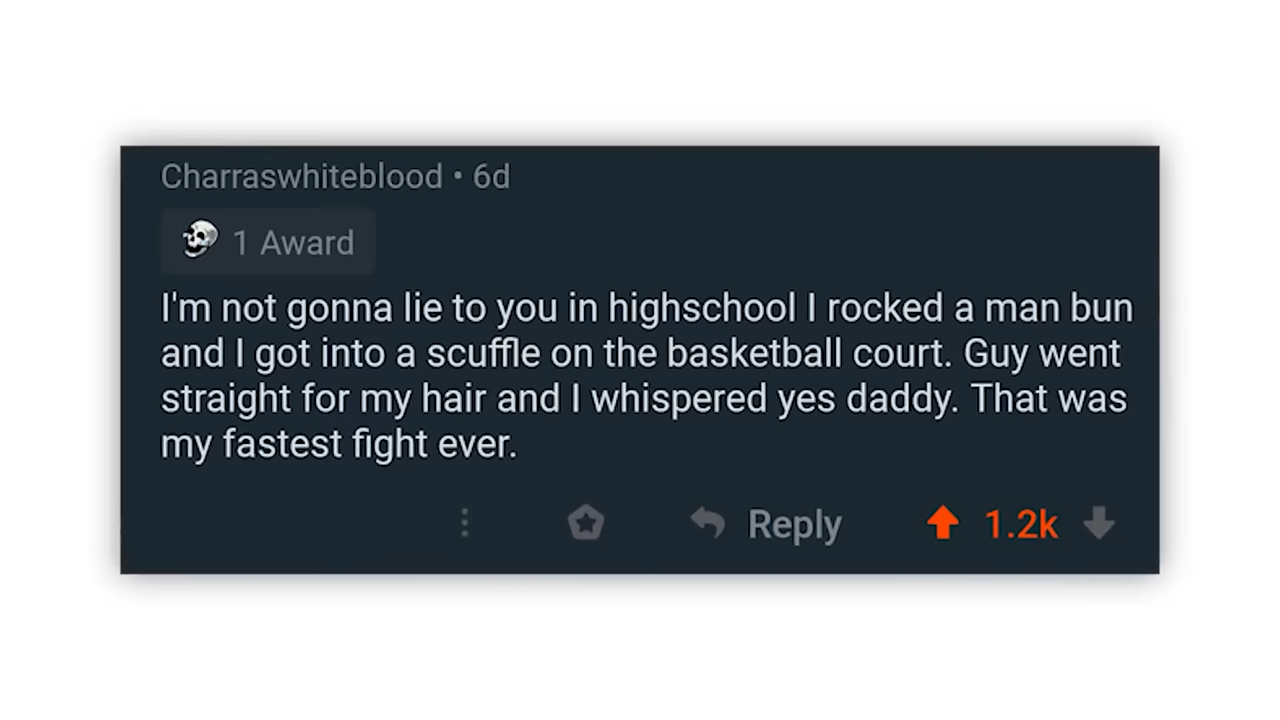 Charraswhiteblood • 6d
1 Award
I'm not gonna lie to you in highschool I rocked a man bun
and I got into a scuffle on the basketball court. Guy went
straight for my hair and I whispered yes daddy. That was
my fastest fight ever.
Reply 1.2k